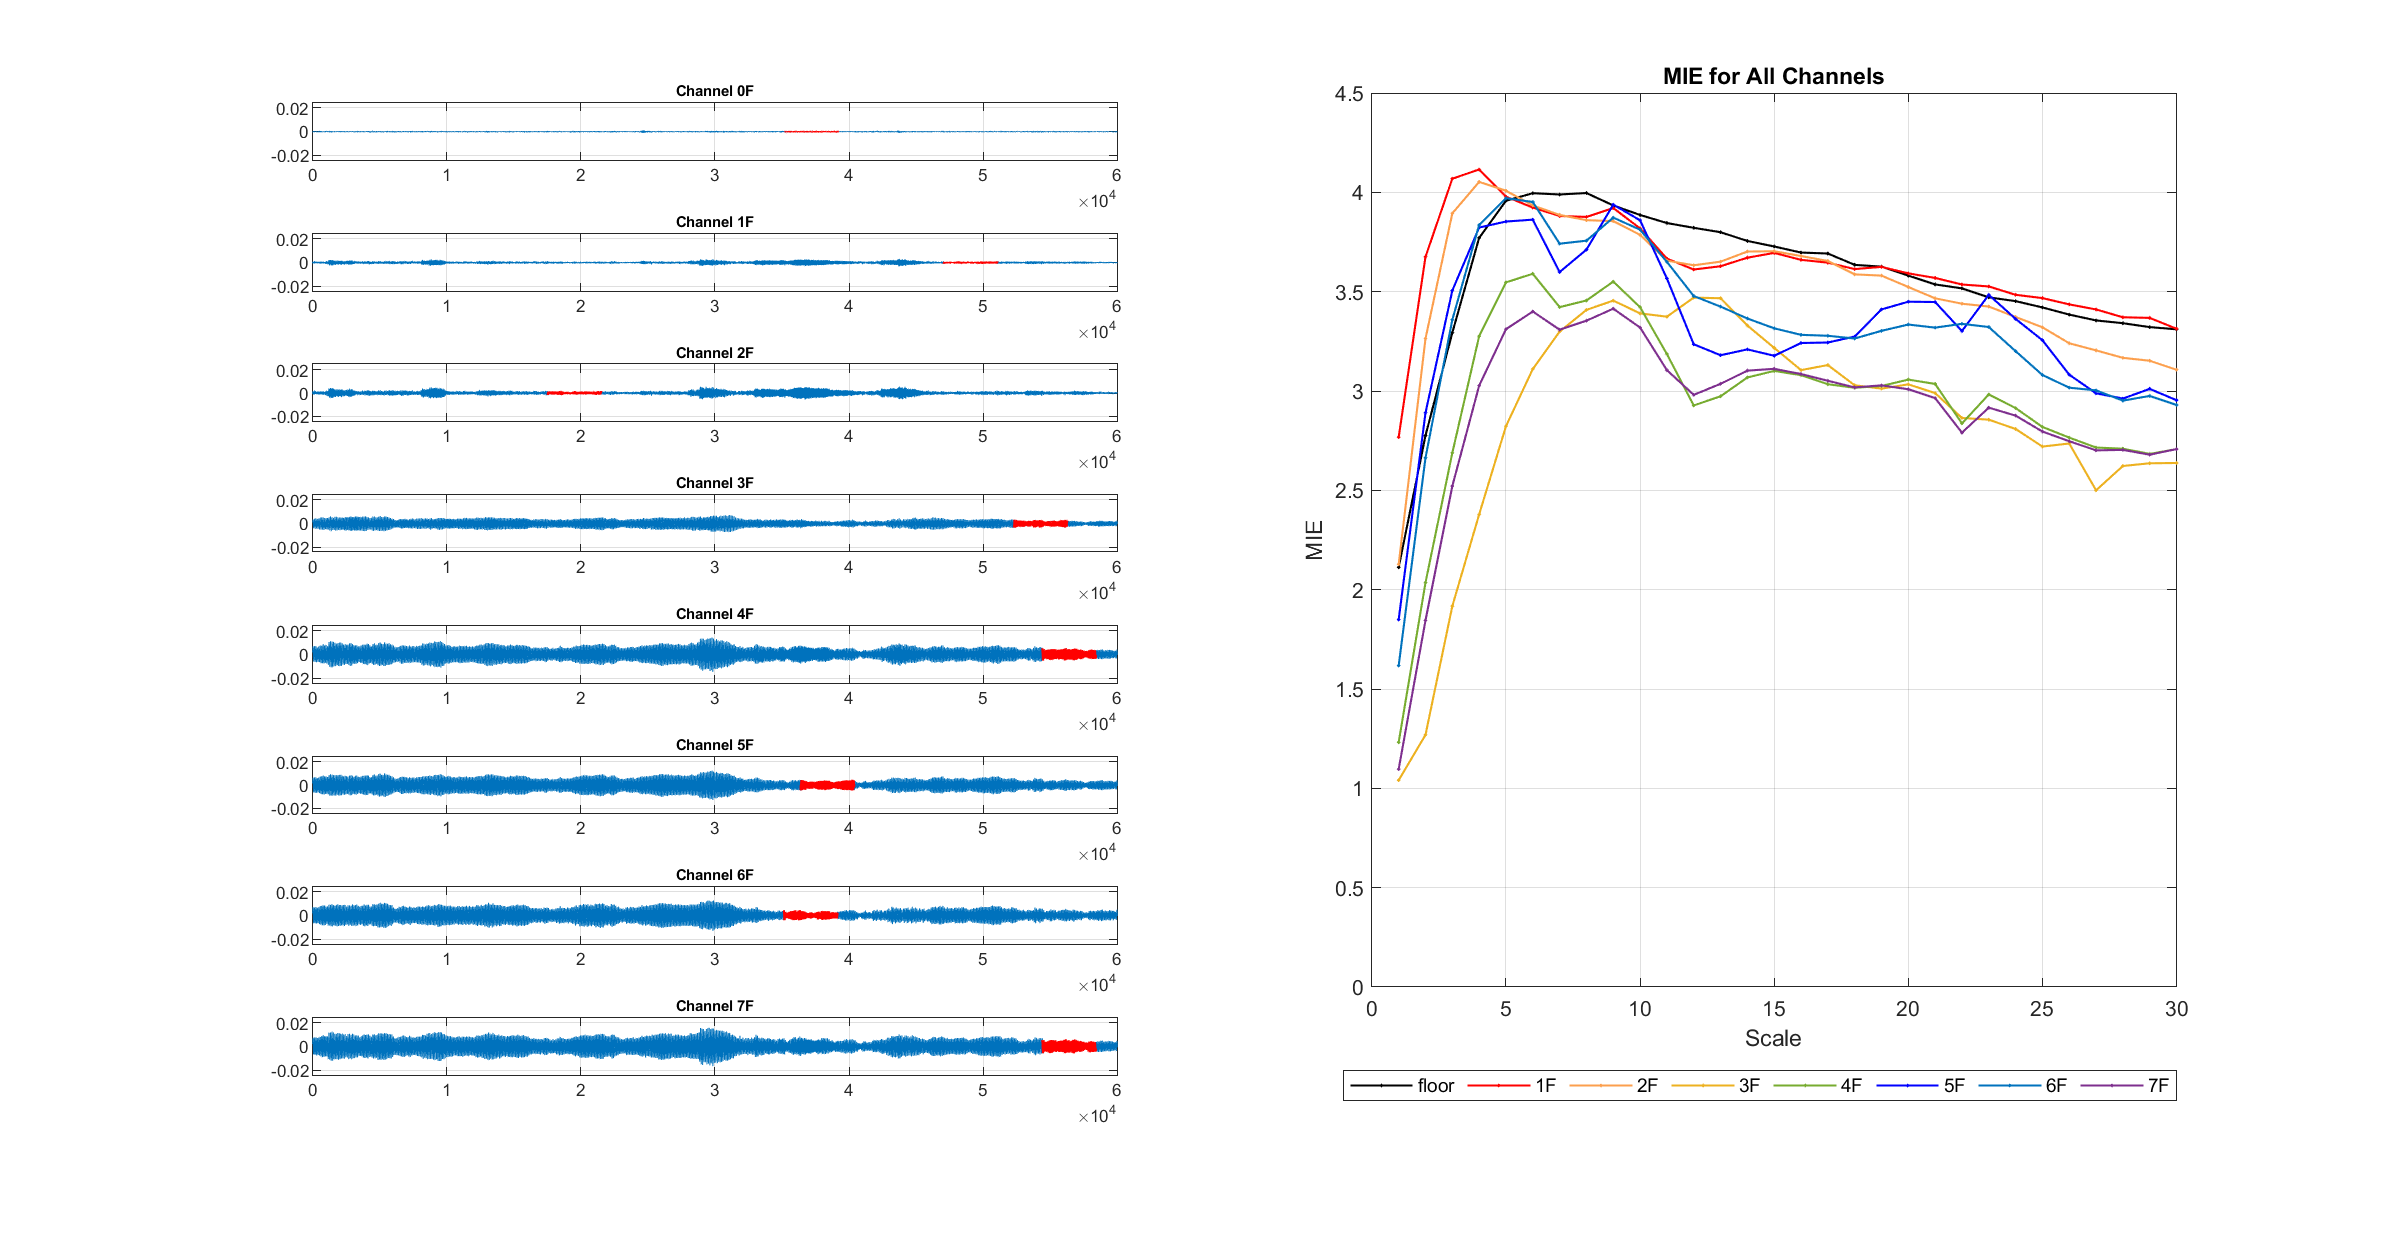 Channel 0F
0.02
0
-0.02
0 1 2 3 4 5 6
×10^4
Channel 1F
0.02
0
-0.02
0 1 2 3 4 5 6
×10^4
Channel 2F
0.02
0
-0.02
0 1 2 3 4 5 6
×10^4
Channel 3F
0.02
0
-0.02
0 1 2 3 4 5 6
×10^4
Channel 4F
0.02
0
-0.02
0 1 2 3 4 5 6
×10^4
Channel 5F
0.02
0
-0.02
0 1 2 3 4 5 6
×10^4
Channel 6F
0.02
0
-0.02
0 1 2 3 4 5 6
×10^4
Channel 7F
0.02
0
-0.02
0 1 2 3 4 5 6
×10^4
MIE for All Channels
4.5
4
3.5
3
2.5
2
1.5
1
0.5
0
MIE
0 5 10 15 20 25 30
Scale
floor 1F 2F 3F 4F 5F 6F 7F